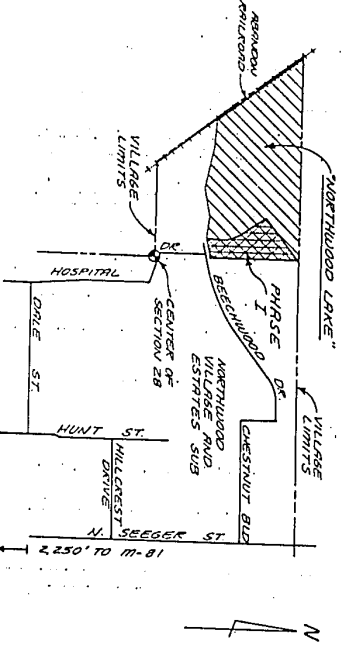 ABANDON
RAILROAD
"NORTHWOOD LAKE"
VILLAGE
LIMITS
PHASE
I
VILLAGE
LIMITS
DR.
HOSPITAL
CENTER OF
SECTION 28
BEECHWOOD DR.
NORTHWOOD
VILLAGE AND
ESTATES SUB
CHESTNUT BLD
DALE ST.
HUNT ST.
HILLCREST
DRIVE
N. SEEGER ST
2,250' TO M-81
N